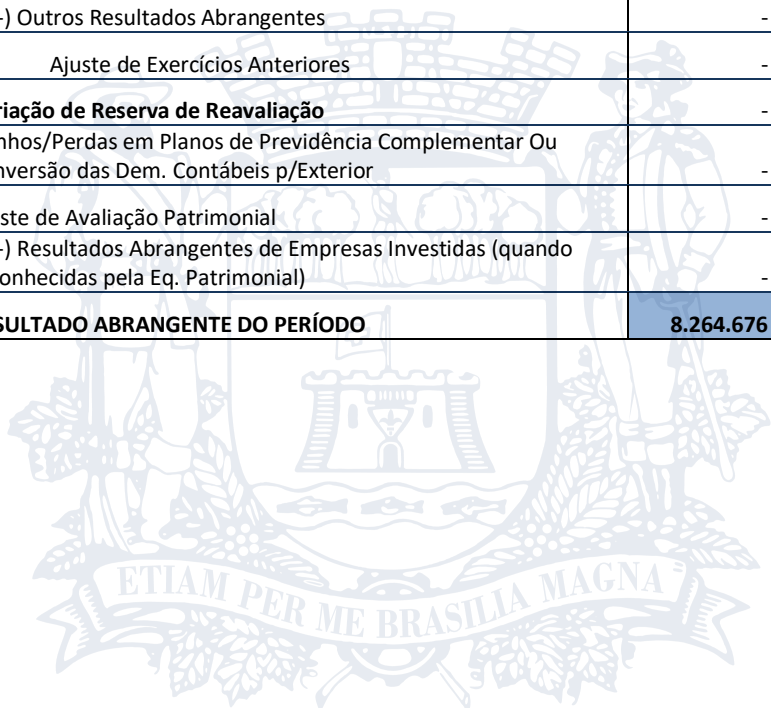 -) Outros Resultados Abrangentes -
Ajuste de Exercícios Anteriores -
riação de Reserva de Reavaliação -
nhos/Perdas em Planos de Previdência Complementar Ou
nversão das Dem. Contábeis p/Exterior -
ste de Avaliação Patrimonial -
-) Resultados Abrangentes de Empresas Investidas (quando
onhecidas pela Eq. Patrimonial) -
SULTADO ABRANGENTE DO PERÍODO 8.264.676
ETIAM PER ME BRASILIA MAGNA